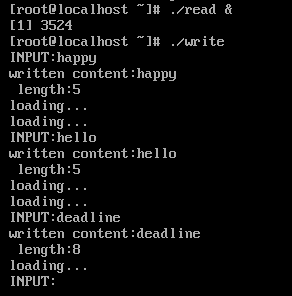 [root@localhost ~]# ./read &
[1] 3524
[root@localhost ~]# ./write
INPUT:happy
written content:happy
 length:5
loading...
loading...
INPUT:hello
written content:hello
 length:5
loading...
loading...
INPUT:deadline
written content:deadline
 length:8
loading...
INPUT: